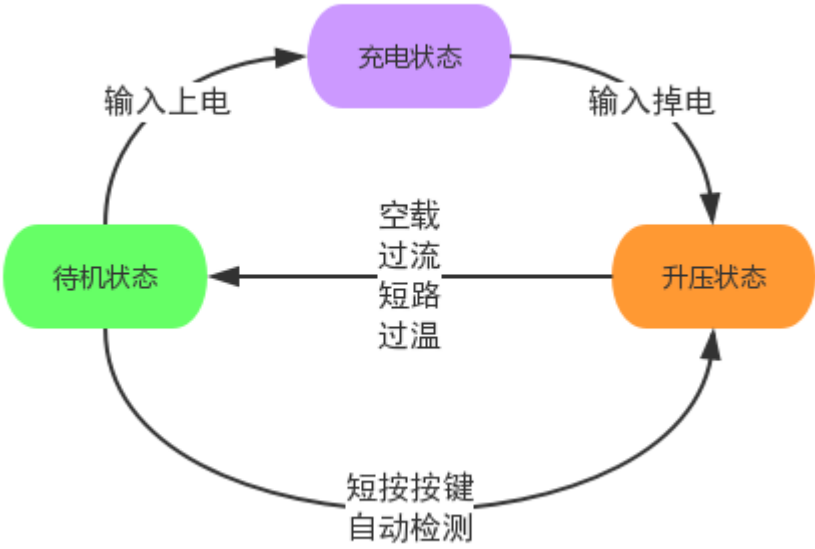 充电状态
输入上电
输入掉电
空载
过流
短路
过温
待机状态
升压状态
短按按键
自动检测